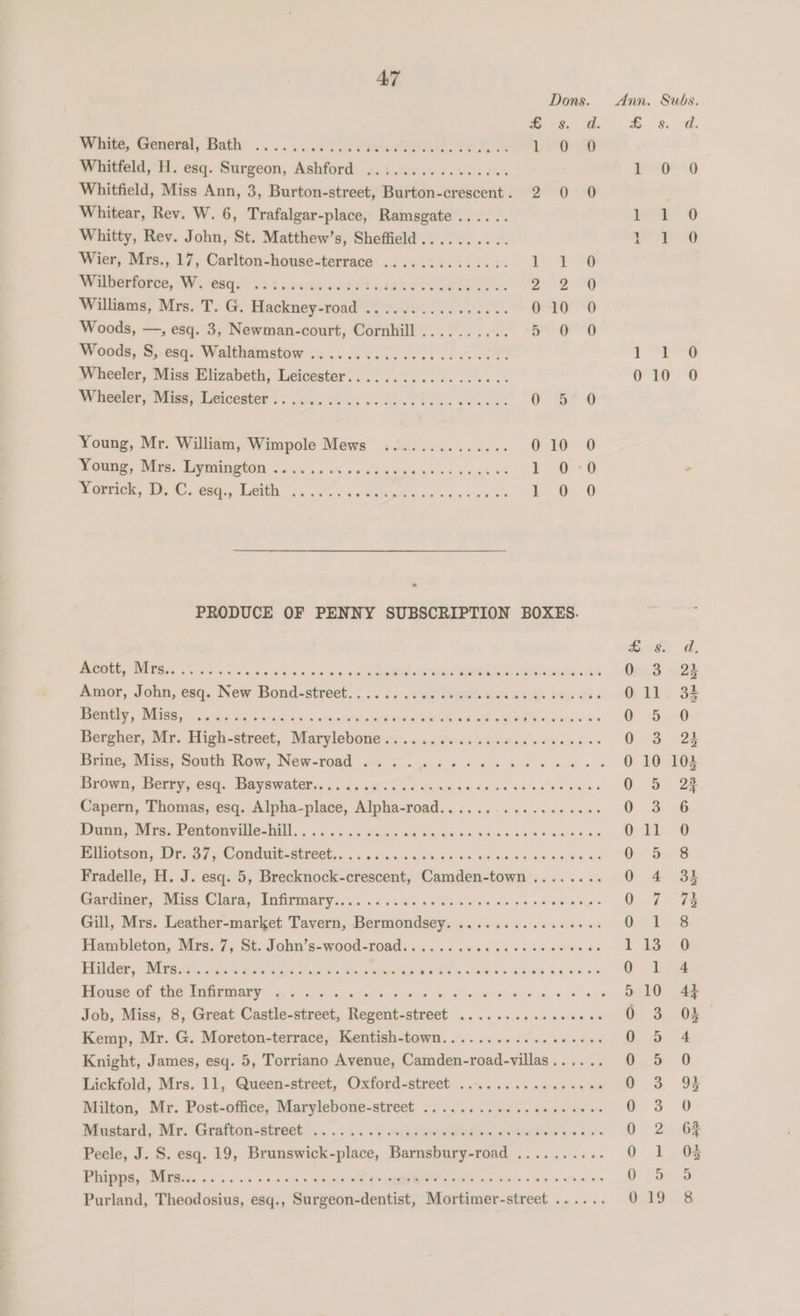 47
Dons. Ann. Subs.
£ s. d. £ s. d.
White, General, Bath .................... 1 0 0
Whitfeld, H. esq. Surgeon, Ashford .................... 1 0 0
Whitfield, Miss Ann, 3, Burton-street, Burton-crescent. 2 0 0
Whitear, Rev. W. 6, Trafalgar-place, Ramsgate ...... 1 1 0
Whitty, Rev. John, St. Matthew's, Sheffield .......... 1 1 0
Wier, Mrs., 17, Carlton-house-terrace .............. 1 1 0
Wilberforce, W. esq. .................... 2 2 0
Williams, Mrs. T. G. Hackney-road .................... 0 10 0
Woods, —, esq. 3, Newman-court, Cornhill .......... 5 0 0
Woods, S, esq. Walthamstow .................... 1 1 0
Wheeler, Miss Elizabeth, Leicester .................... 0 10 0
Wheeler, Miss, Leicester .................... 0 5 0
Young, Mr. William, Wimpole Mews .............. 0 10 0
Young, Mrs. Lymington .................... 1 0 0
Yorrick, D. C. esq., Leith .................... 1 0 0
PRODUCE OF PENNY SUBSCRIPTION BOXES.
£ s. d.
Acott, Mrs. .................... 0 3 2½
Amor, John, esq. New Bond-street .................... 0 11
Bently, Miss, .................... 0 5 0
Bergher, Mr. High-street, Marylebone .................... 0 3 2½
Brine, Miss, South Row, New-road .................... 0 10 10½
Brown, Berry, esq. Bayswater .................... 0 5 2¾
Capern, Thomas, esq. Alpha-place, Alpha-road .................... 0 3 6
Dunn, Mrs. Pentonville-hill .................... 0 11 0
Elliotson, Dr. 37, Conduit-street .................... 0 5 8
Fradelle, H. J. esq. 5, Brecknock-crescent, Camden-town ........ 0 4 3½
Gardiner, Miss Clara, Infirmary .................... 0 7 7½
Gill, Mrs. Leather-market Tavern, Bermondsey. .................... 0 1 8
Hambleton, Mrs. 7, St. John's-wood-road .................... 1 13 0
Hilder, Mrs. .................... 0 1 4
House of the Infirmary .................... 5 10
Job, Miss, 8, Great Castle-street, Regent-street .................... 0 3 0½
Kemp, Mr. G. Moreton-terrace, Kentish-town .................... 0 5 4
Knight, James, esq. 5, Torriano Avenue, Camden-road-villas ...... 0 5 0
Lickfold, Mrs. 11, Queen-street, Oxford-street .................... 0 3 9½
Milton, Mr. Post-office, Marylebone-street .................... 0 3 0
Mustard, Mr. Grafton-street .................... 0 2 6¾
Peele, J. S. esq. 19, Brunswick-place, Barnsbury-road .......... 0 1 0½
Phipps, Mrs. .................... 0 5 5
Purland, Theodosius, esq., Surgeon-dentist, Mortimer-street ...... 0 19 8